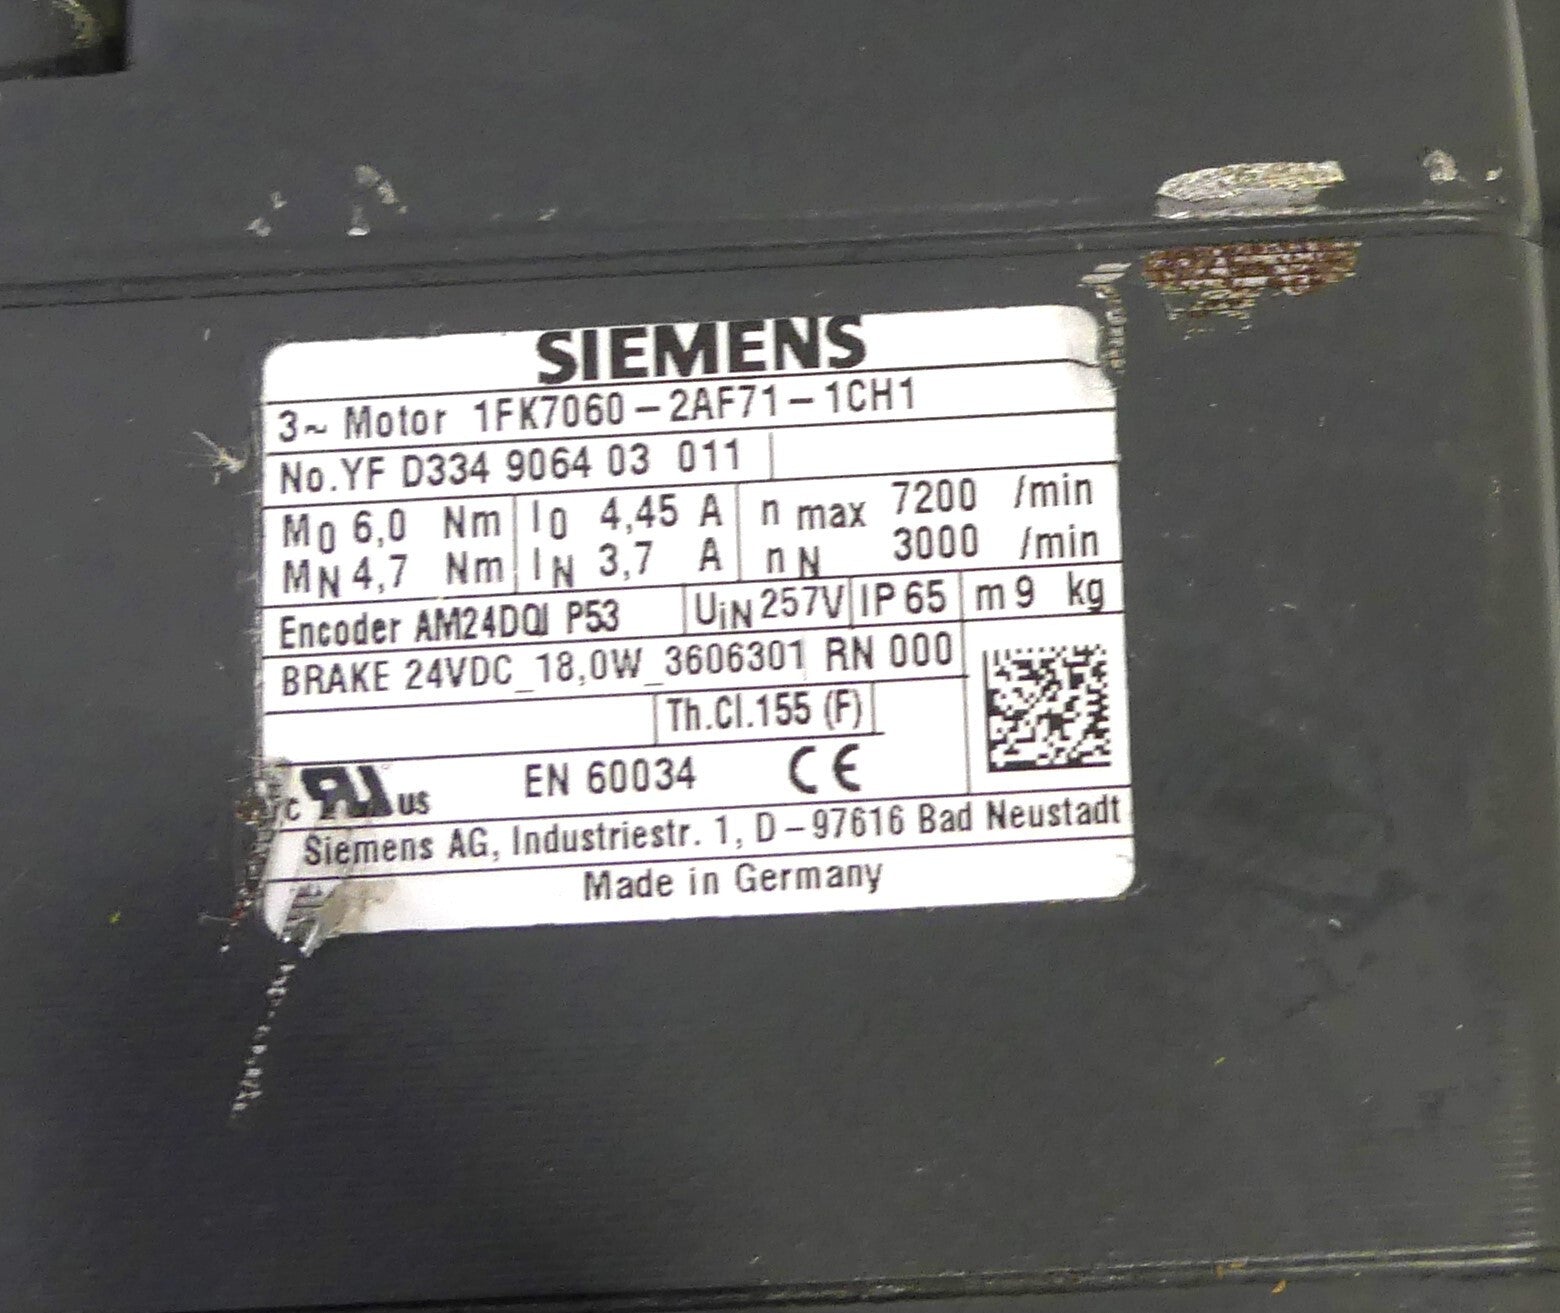 SIEMENS
3~ Motor 1FK7060-2AF71-1CH1
No.YF D334 9064 03 011
M0 6,0 Nm I0 4,45 A n max 7200 /min
MN 4,7 Nm IN 3,7 A nN 3000 /min
Encoder AM24DQI P53 UiN 257V IP 65 m 9 kg
BRAKE 24VDC_18,0W_3606301 RN 000
Th.Cl.155 (F)
c RU us EN 60034 CE
Siemens AG, Industriestr. 1, D-97616 Bad Neustadt
Made in Germany